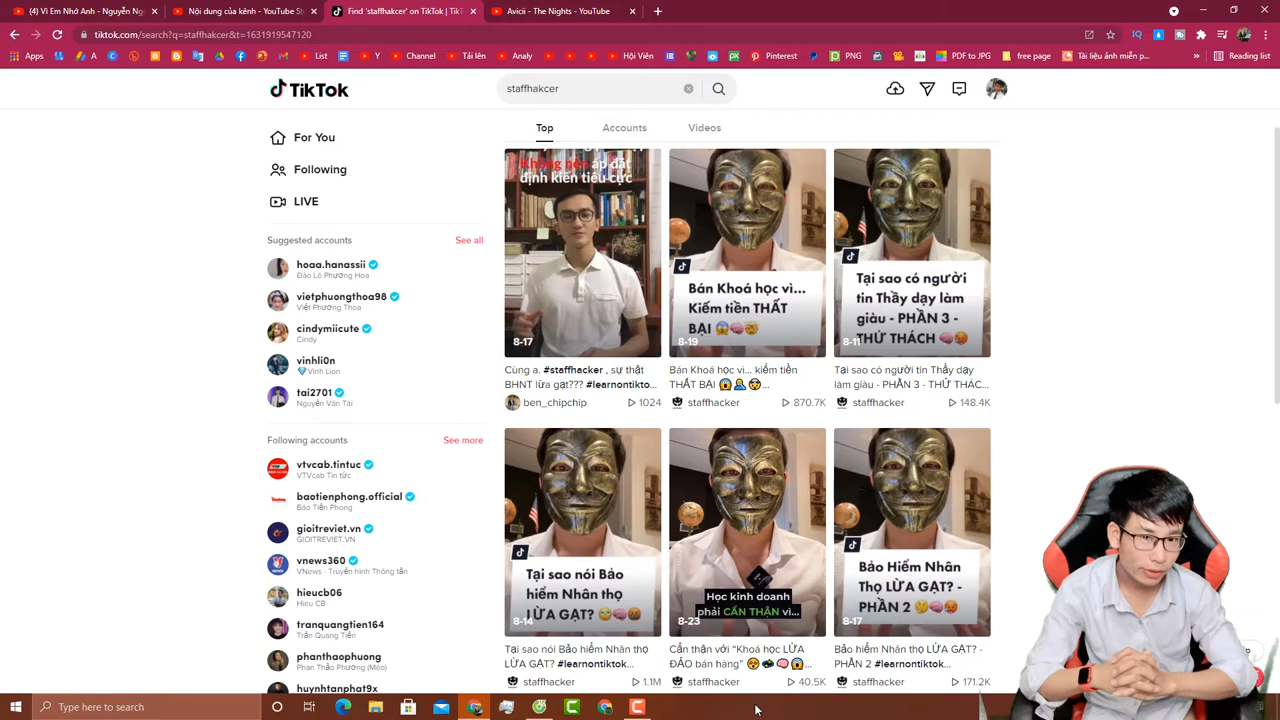 (4) Vì Em Nhớ Anh - Nguyễn Ng
Nội dung của kênh - YouTube St
Find 'staffhakcer' on TikTok | TikT
Avicii - The Nights - YouTube
tiktok.com/search?q=staffhakcer&t=1631919547120
Apps
A
List
Y
Channel
Tải lên
Analy
Hội Viên
Pinterest
PNG
PDF to JPG
free page
Tài liệu ảnh miễn p...
Reading list
TikTok
staffhakcer
For You
Following
LIVE
Suggested accounts
See all
hoaa.hanassii
Đào Lê Phương Hoa
vietphuongthoa98
Việt Phương Thoa
cindymiicute
Cindy
vinhli0n
Vinh Lion
tai2701
Nguyễn Văn Tài
Following accounts
See more
vtvcab.tintuc
VTVcab Tin tức
baotienphong.official
Báo Tiền Phong
gioitreviet.vn
GIOITREVIET.VN
vnews360
VNews - Truyền hình Thông tấn
hieucb06
Hieu CB
tranquangtien164
Trần Quang Tiến
phanthaophuong
Phan Thảo Phương (Mèo)
huynhtanphat9x
Top
Accounts
Videos
Không nên áp đặt
định kiến tiêu cực
8-17
Cùng a. #staffhacker , sự thật
BHNT lừa gạt??? #learnontikto...
ben_chipchip
1024
Bán Khoá học vì...
Kiếm tiền THẤT
BẠI
8-19
Bán Khoá học vì... kiếm tiền
THẤT BẠI
staffhacker
870.7K
Tại sao có người
tin Thầy dạy làm
giàu - PHẦN 3 -
THỬ THÁCH
8-11
Tại sao có người tin Thầy dạy
làm giàu - PHẦN 3 - THỬ THÁC...
staffhacker
148.4K
Tại sao nói Bảo
hiểm Nhân thọ
LỪA GẠT?
8-14
Tại sao nói Bảo hiểm Nhân thọ
LỪA GẠT? #learnontiktok...
staffhacker
1.1M
Học kinh doanh
phải CẨN THẬN vì...
8-23
Cẩn thận với “Khoá học LỪA
ĐẢO bán hàng”
staffhacker
40.5K
Bảo Hiểm Nhân
Thọ LỪA GẠT? -
PHẦN 2
8-17
Bảo hiểm Nhân thọ LỪA GẠT? -
PHẦN 2 #learnontiktok...
staffhacker
171.2K
Type here to search